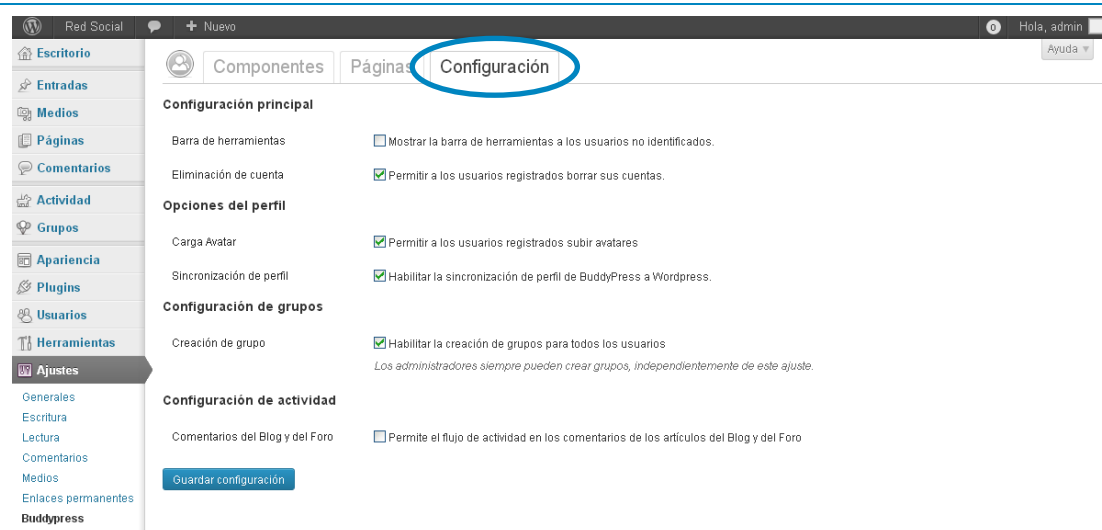 Red Social
Nuevo
0
Hola, admin
Ayuda
Escritorio
Entradas
Medios
Páginas
Comentarios
Actividad
Grupos
Apariencia
Plugins
Usuarios
Herramientas
Ajustes
Generales
Escritura
Lectura
Comentarios
Medios
Enlaces permanentes
Buddypress
Componentes
Páginas
Configuración
Configuración principal
Barra de herramientas
Mostrar la barra de herramientas a los usuarios no identificados.
Eliminación de cuenta
Permitir a los usuarios registrados borrar sus cuentas.
Opciones del perfil
Carga Avatar
Permitir a los usuarios registrados subir avatares
Sincronización de perfil
Habilitar la sincronización de perfil de BuddyPress a Wordpress.
Configuración de grupos
Creación de grupo
Habilitar la creación de grupos para todos los usuarios
Los administradores siempre pueden crear grupos, independientemente de este ajuste.
Configuración de actividad
Comentarios del Blog y del Foro
Permite el flujo de actividad en los comentarios de los artículos del Blog y del Foro
Guardar configuración